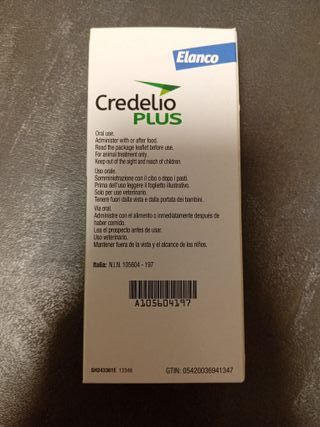 Elanco
Credelio
PLUS
Oral use.
Administer with or after food.
Read the package leaflet before use.
For animal treatment only.
Keep out of the sight and reach of children.
Uso orale.
Somministrazione con il cibo o dopo i pasti.
Prima dell'uso leggere il foglietto illustrativo.
Solo per uso veterinario.
Tenere fuori dalla vista e dalla portata dei bambini.
Vía oral.
Adminístre con el alimento o inmediatamente después de
haber comido.
Lea el prospecto antes de usar.
Uso veterinario.
Mantener fuera de la vista y el alcance de los niños.
Italia: N.I.N. 105604 - 197
A105604197
GH243361E 13346
GTIN: 05420036941347